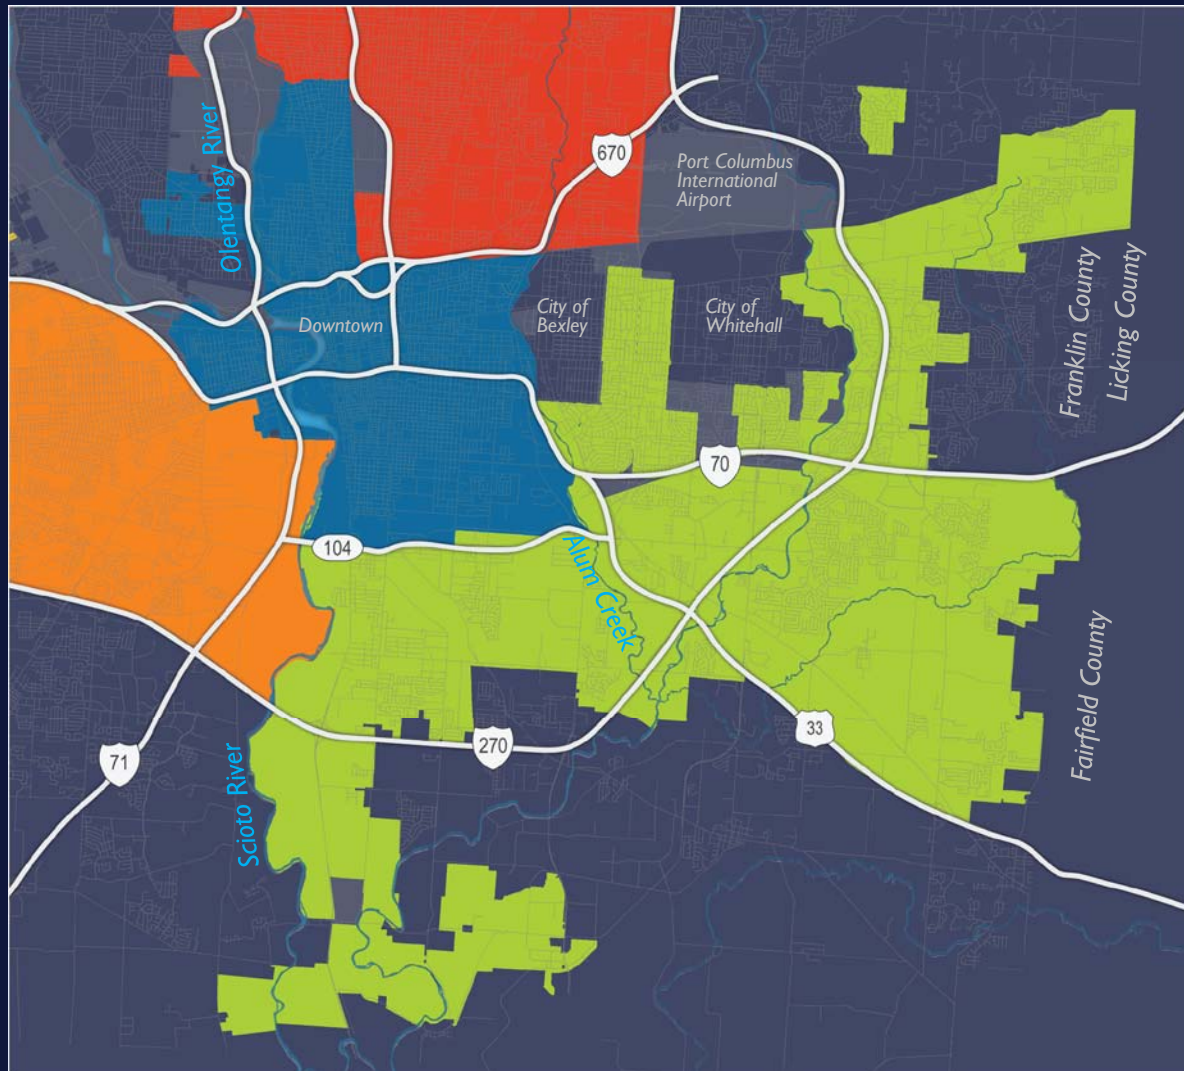 Olentangy River
670
Port Columbus
International
Airport
City of
Bexley
City of
Whitehall
Downtown
Franklin County
Licking County
70
104
Alum Creek
Fairfield County
33
270
71
Scioto River